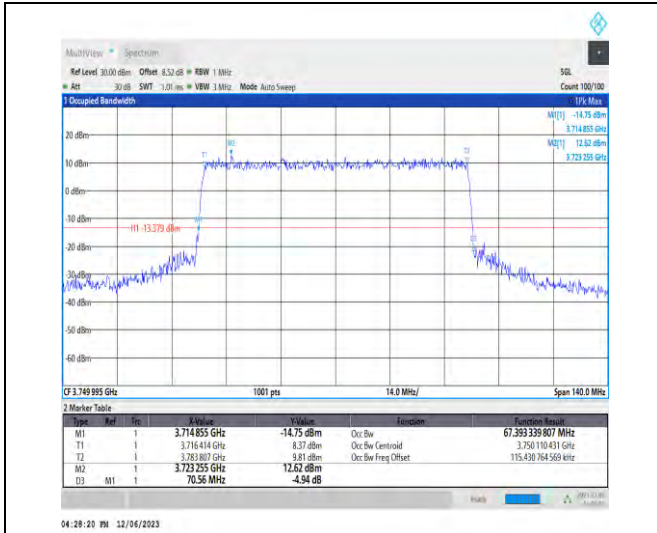 MultiView Spectrum
Ref Level 30.00 dBm Offset 8.52 dB RBW 1 MHz SGL
Att 30 dB SWT 1.01 ms VBW 3 MHz Mode Auto Sweep Count 100/100
1 Occupied Bandwidth 1Pk Max
M1[1] -14.75 dBm
3.714 855 GHz
M2[1] 12.62 dBm
3.723 255 GHz
20 dBm
T1 M2 T2
10 dBm
0 dBm
-10 dBm
H1 -13.379 dBm
-20 dBm
-30 dBm
-40 dBm
-50 dBm
-60 dBm
CF 3.749 995 GHz 1001 pts 14.0 MHz/ Span 140.0 MHz
2 Marker Table
Type Ref Trc X-Value Y-Value Function Function Result
M1 1 3.714 855 GHz -14.75 dBm Occ Bw 67.393 339 807 MHz
T1 1 3.716 414 GHz 8.37 dBm Occ Bw Centroid 3.750 110 431 GHz
T2 1 3.783 807 GHz 9.81 dBm Occ Bw Freq Offset 115.430 764 569 kHz
M2 1 3.723 255 GHz 12.62 dBm
D3 M1 1 70.56 MHz -4.94 dB
Ready
04:28:20 PM 12/06/2023